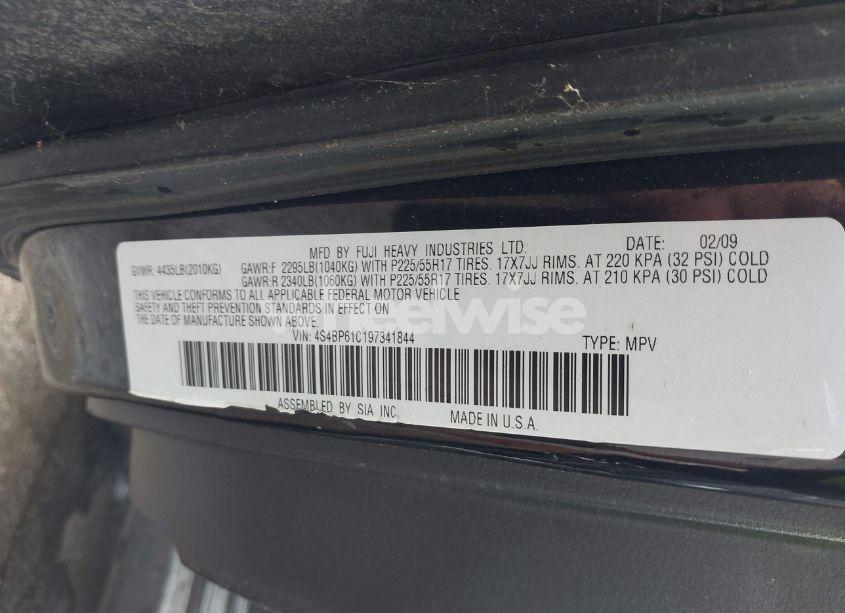 MFD BY FUJI HEAVY INDUSTRIES LTD. DATE: 02/09
GVWR: 4435LB(2010KG) GAWR:F 2295LB(1040KG) WITH P225/55R17 TIRES. 17X7JJ RIMS. AT 220 KPA (32 PSI) COLD
GAWR:R 2340LB(1060KG) WITH P225/55R17 TIRES. 17X7JJ RIMS. AT 210 KPA (30 PSI) COLD
THIS VEHICLE CONFORMS TO ALL APPLICABLE FEDERAL MOTOR VEHICLE
SAFETY AND THEFT PREVENTION STANDARDS IN EFFECT ON
THE DATE OF MANUFACTURE SHOWN ABOVE.
wheelwise
VIN: 4S4BP61C197341844 TYPE: MPV
ASSEMBLED BY SIA INC. MADE IN U.S.A.